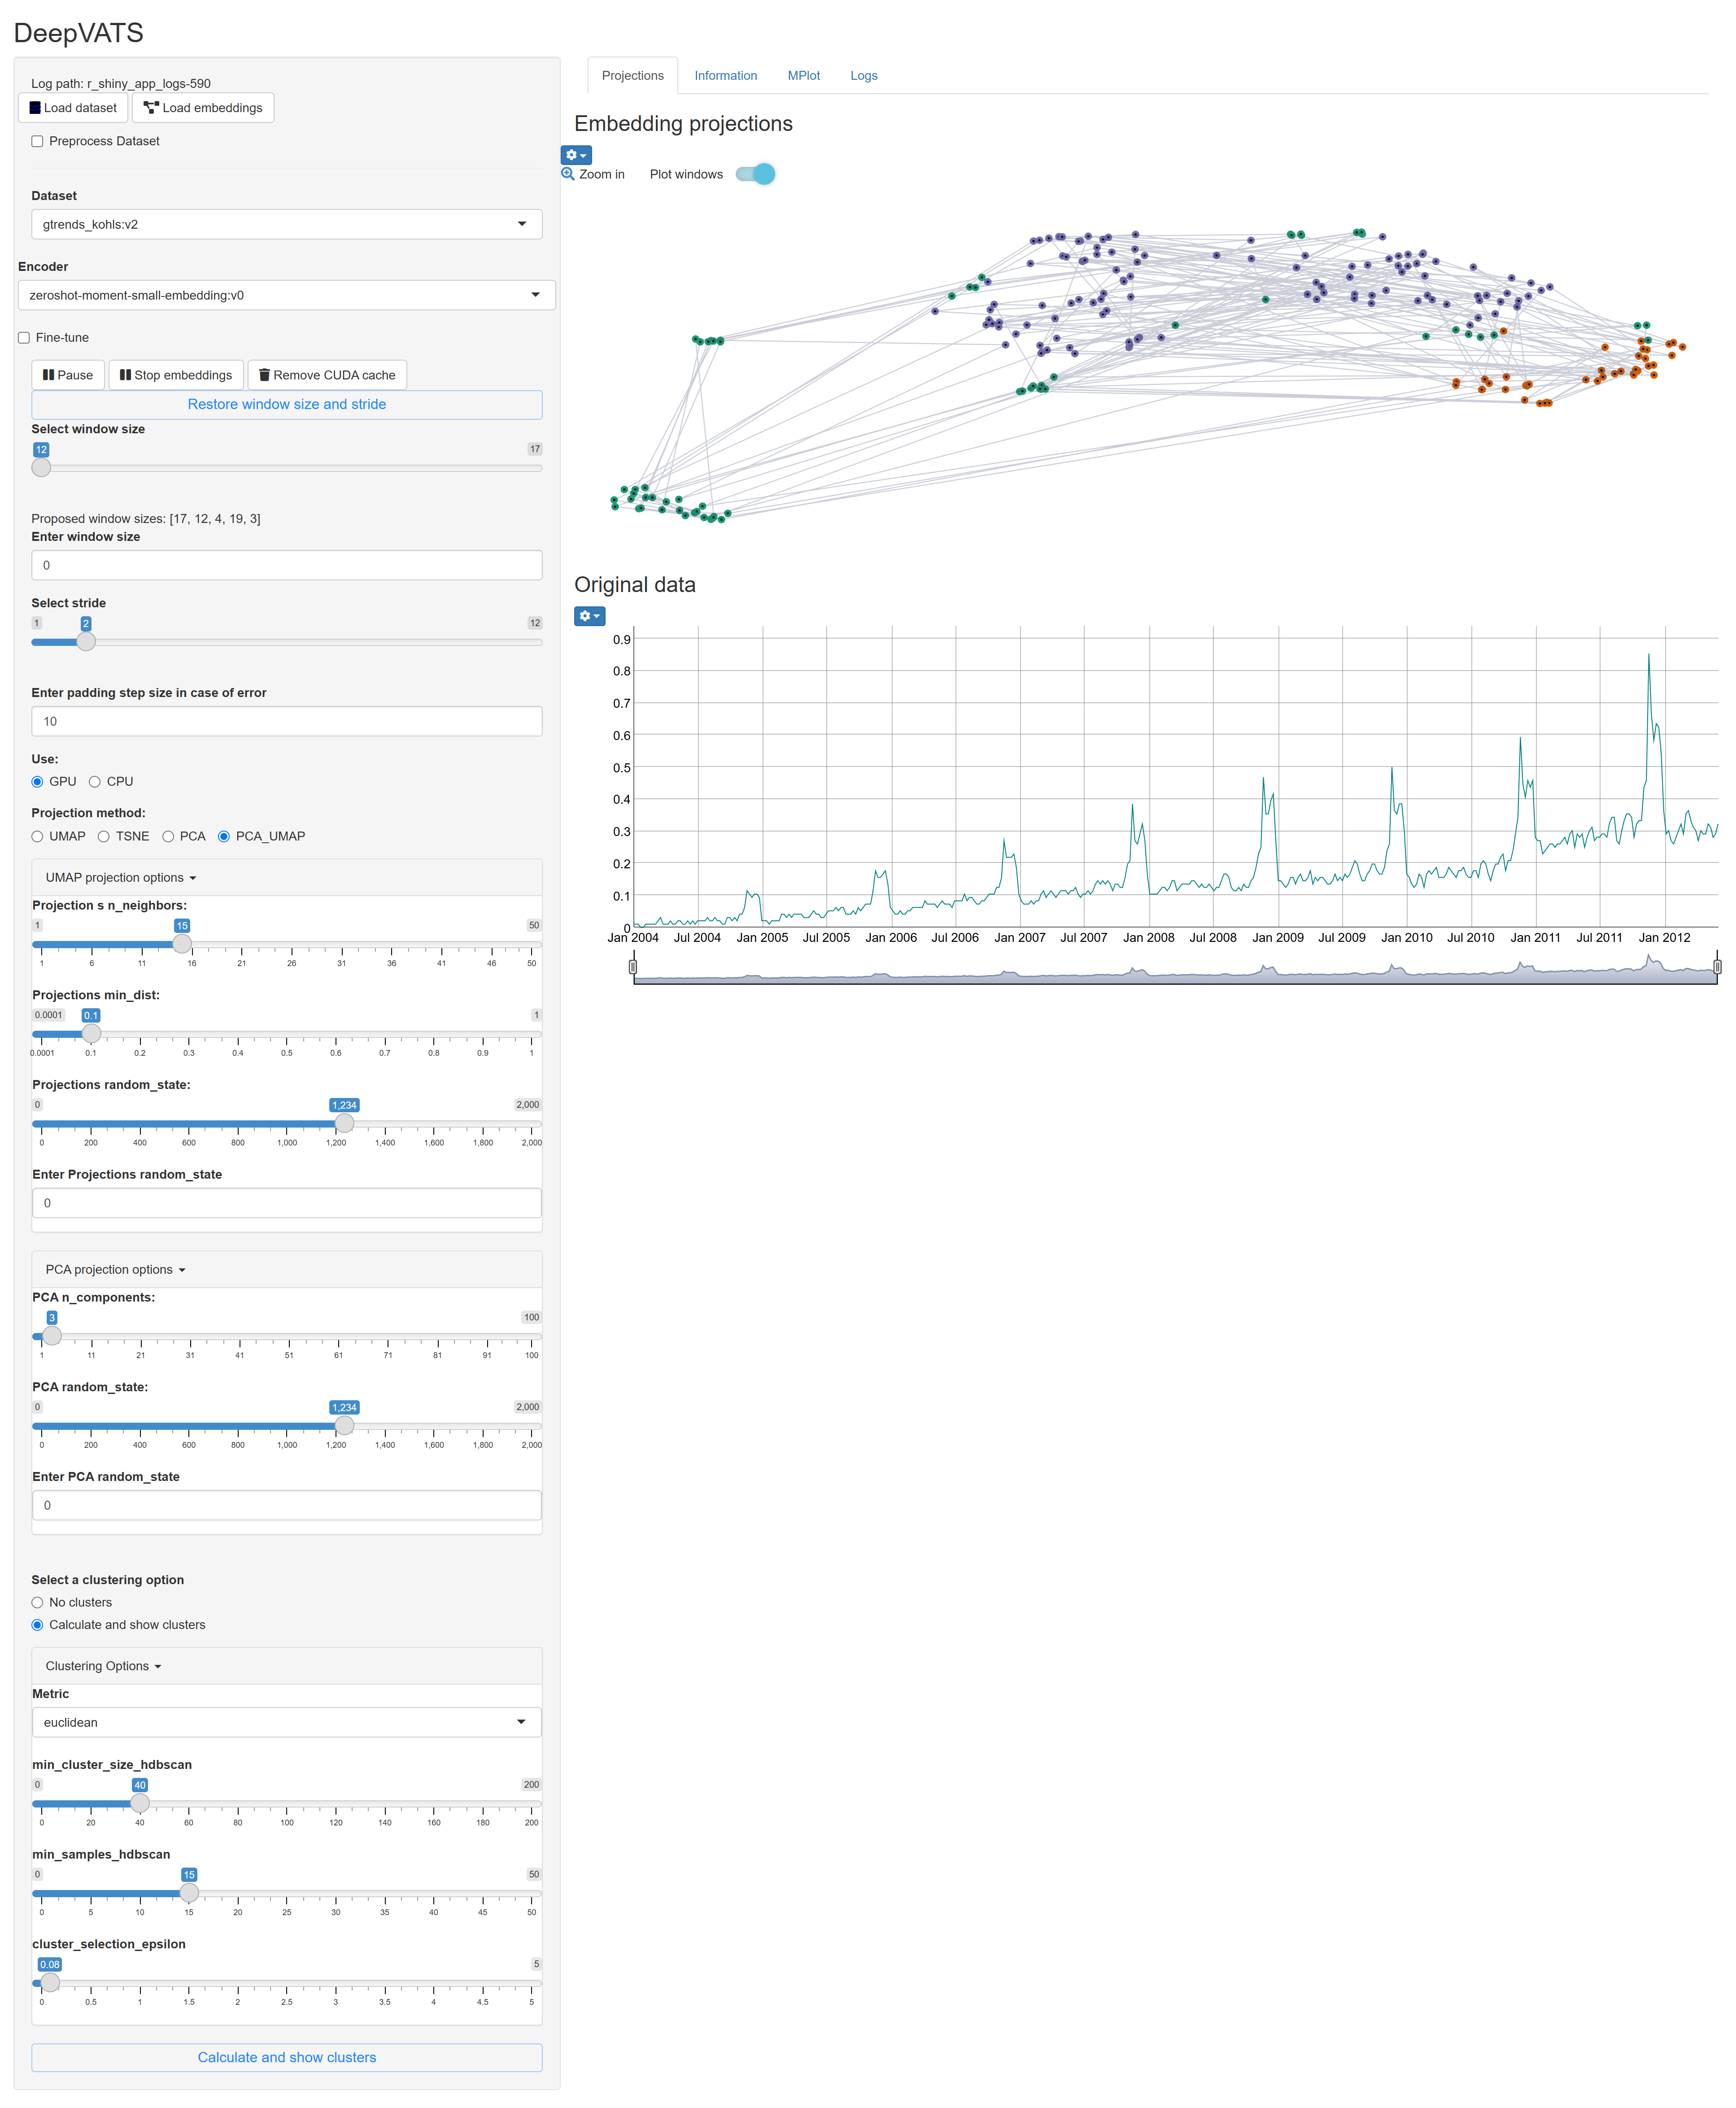 DeepVATS
Log path: r_shiny_app_logs-590
Load dataset Load embeddings
Preprocess Dataset
Dataset
gtrends_kohls:v2
Encoder
zeroshot-moment-small-embedding:v0
Fine-tune
Pause Stop embeddings Remove CUDA cache
Restore window size and stride
Select window size
12 17
Proposed window sizes: [17, 12, 4, 19, 3]
Enter window size
0
Select stride
1 2 12
Enter padding step size in case of error
10
Use:
GPU CPU
Projection method:
UMAP TSNE PCA PCA_UMAP
UMAP projection options
Projection s n_neighbors:
1 15 50
1 6 11 16 21 26 31 36 41 46 50
Projections min_dist:
0.0001 0.1 1
0.0001 0.1 0.2 0.3 0.4 0.5 0.6 0.7 0.8 0.9 1
Projections random_state:
0 1,234 2,000
0 200 400 600 800 1,000 1,200 1,400 1,600 1,800 2,000
Enter Projections random_state
0
PCA projection options
PCA n_components:
3 100
1 11 21 31 41 51 61 71 81 91 100
PCA random_state:
0 1,234 2,000
0 200 400 600 800 1,000 1,200 1,400 1,600 1,800 2,000
Enter PCA random_state
0
Select a clustering option
No clusters
Calculate and show clusters
Clustering Options
Metric
euclidean
min_cluster_size_hdbscan
0 40 200
0 20 40 60 80 100 120 140 160 180 200
min_samples_hdbscan
0 15 50
0 5 10 15 20 25 30 35 40 45 50
cluster_selection_epsilon
0.08 5
0 0.5 1 1.5 2 2.5 3 3.5 4 4.5 5
Calculate and show clusters
Projections Information MPlot Logs
Embedding projections
Zoom in Plot windows
Original data
0.9
0.8
0.7
0.6
0.5
0.4
0.3
0.2
0.1
0
Jan 2004 Jul 2004 Jan 2005 Jul 2005 Jan 2006 Jul 2006 Jan 2007 Jul 2007 Jan 2008 Jul 2008 Jan 2009 Jul 2009 Jan 2010 Jul 2010 Jan 2011 Jul 2011 Jan 2012